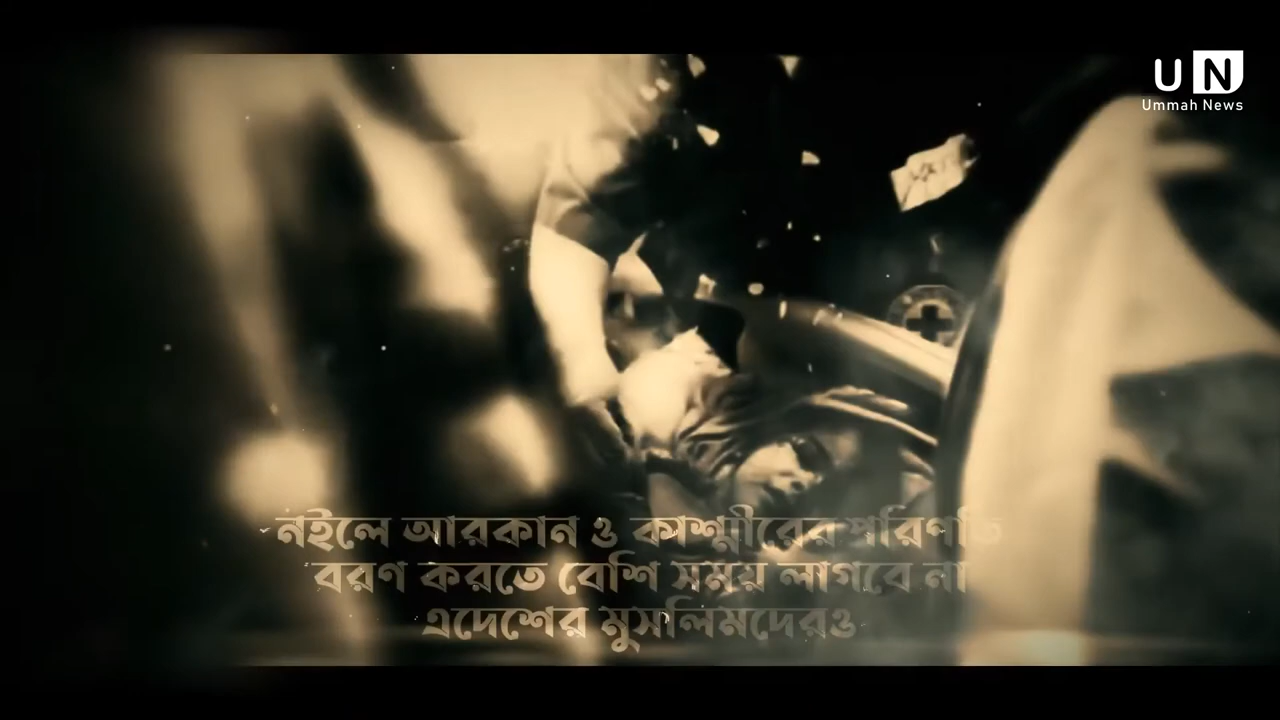 UN
Ummah News
নইলে আরকান ও কাশ্মীরের পরিণতি
বরণ করতে বেশি সময় লাগবে না
এদেশের মুসলিমদেরও